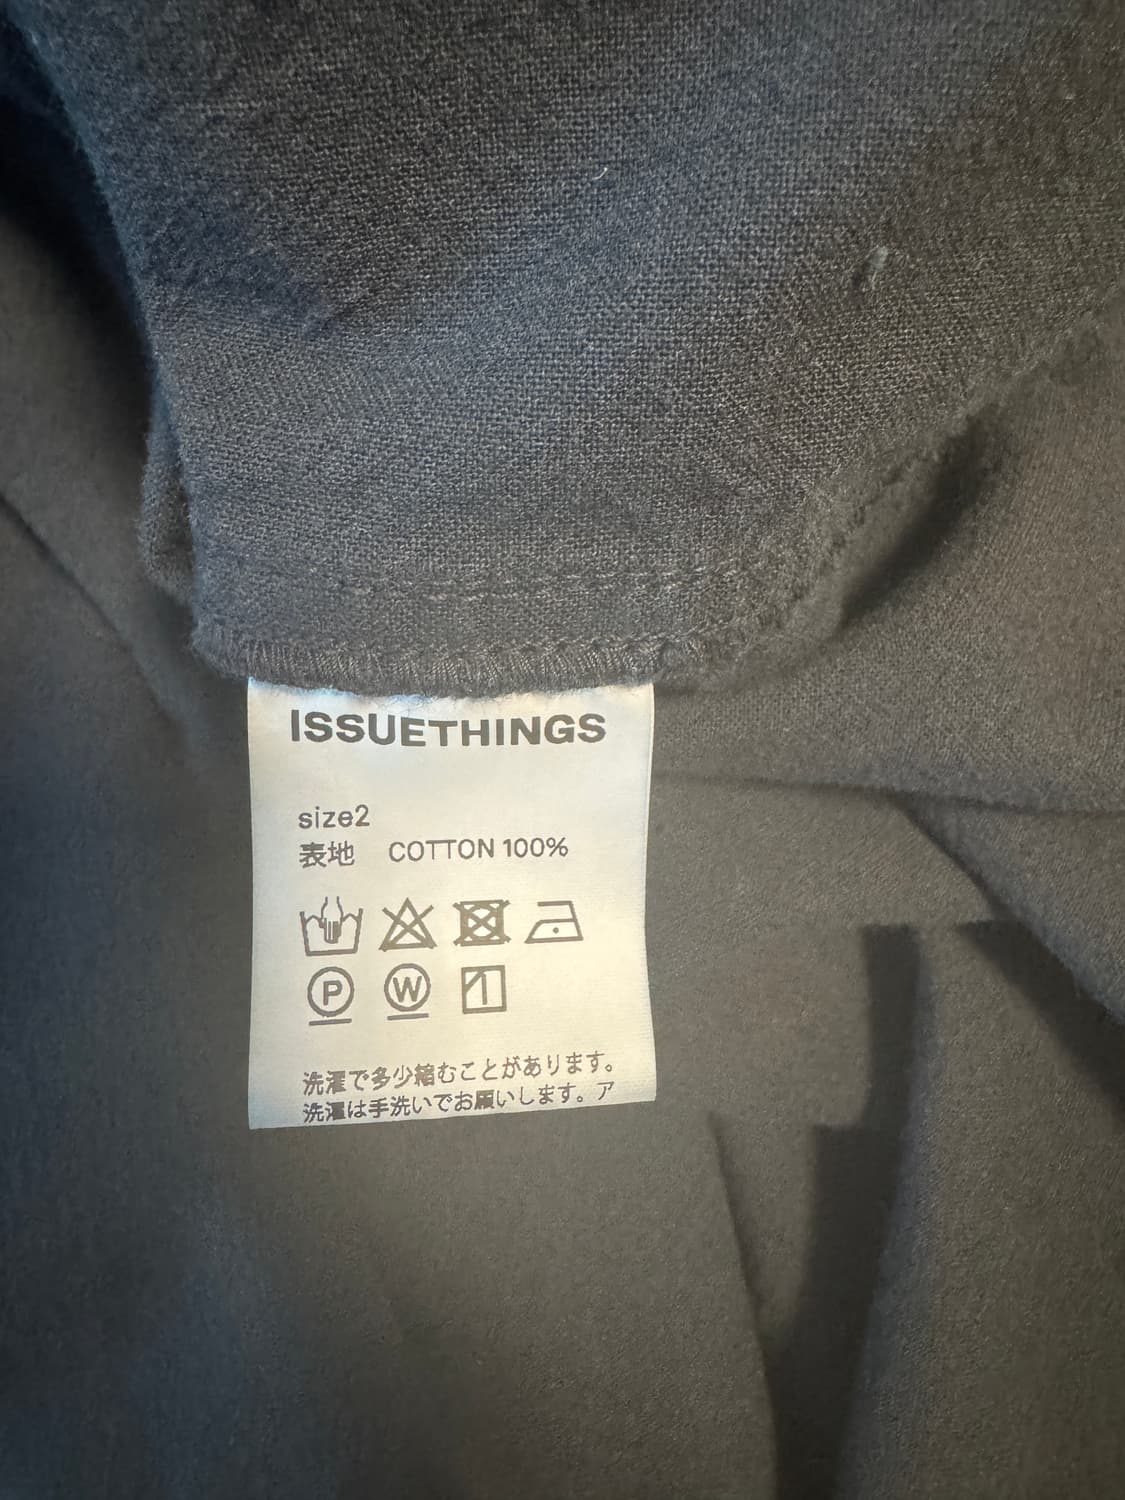 ISSUETHINGS
size2
表地 COTTON 100%
P W
洗濯で多少縮むことがあります。
洗濯は手洗いでお願いします。ア